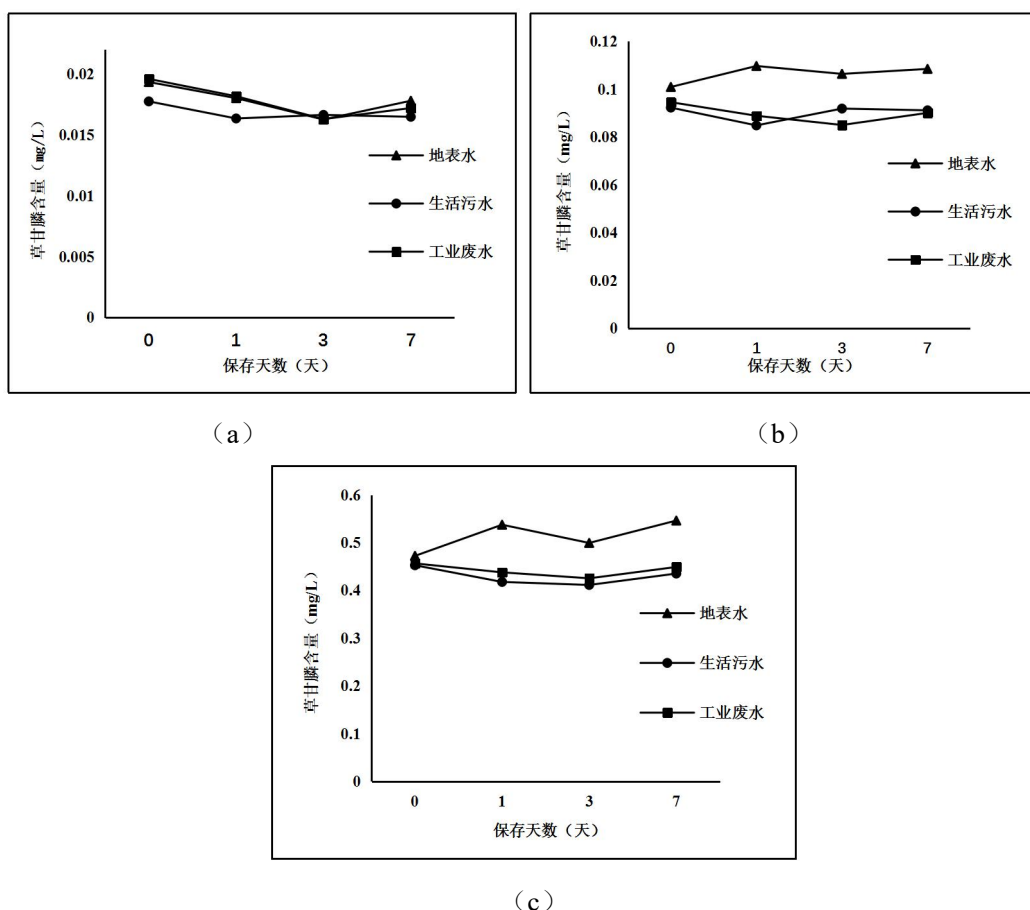 0.02
0.015
0.01
0.005
0
草甘膦含量（mg/L）
0 1 3 7
保存天数（天）
地表水
生活污水
工业废水
（a）
0.12
0.1
0.08
0.06
0.04
0.02
0
草甘膦含量（mg/L）
0 1 3 7
保存天数（天）
地表水
生活污水
工业废水
（b）
0.6
0.5
0.4
0.3
0.2
0.1
0
草甘膦含量（mg/L）
0 1 3 7
保存天数（天）
地表水
生活污水
工业废水
（c）